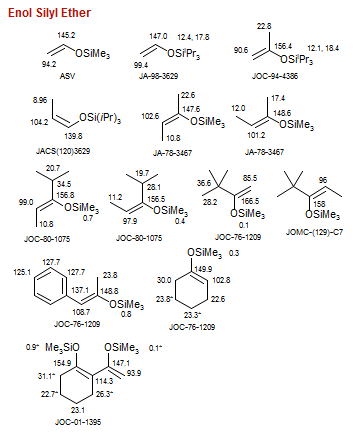 Enol Silyl Ether
145.2
OSiMe3
94.2
ASV
147.0 12.4, 17.8
OSiPr3
99.4
JA-98-3629
22.8
90.6 156.4 12.1, 18.4
OSiPr3
JOC-94-4386
8.96
104.2 OSi(iPr)3
139.8
JACS(120)3629
22.6
102.6 147.6
OSiMe3
10.8
JA-78-3467
17.4
12.0 148.6
OSiMe3
101.2
JA-78-3467
20.7
34.5
99.0 156.8
OSiMe3
0.7
10.8
JOC-80-1075
19.7
28.1
11.2 156.5
OSiMe3
97.9 0.4
JOC-80-1075
36.6 85.5
28.2 166.5
OSiMe3
0.1
JOC-76-1209
96
158
OSiMe3
JOMC-(129)-C7
127.7
125.1 127.7 23.8
137.1 148.8
OSiMe3
108.7 0.8
JOC-76-1209
OSiMe3 0.3
149.9
30.0 102.8
23.8* 22.6
23.3*
JOC-76-1209
0.9* Me3SiO OSiMe3 0.1*
154.9 147.1
31.1* 114.3 93.9
22.7* 26.3*
23.1
JOC-01-1395